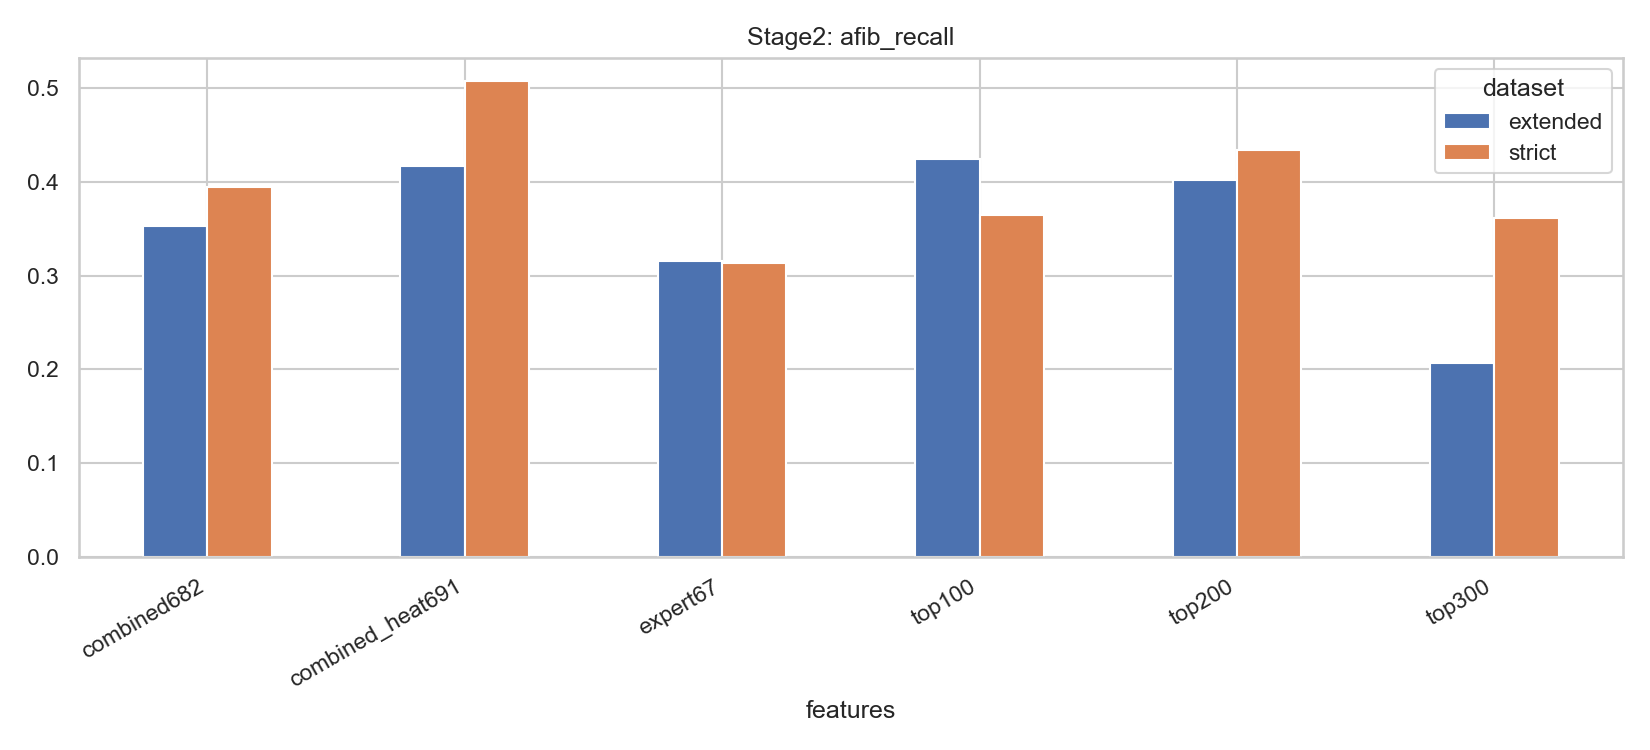 Stage2: afib_recall
dataset
extended
strict
0.5
0.4
0.3
0.2
0.1
0.0
combined682
combined_heat691
expert67
top100
top200
top300
features